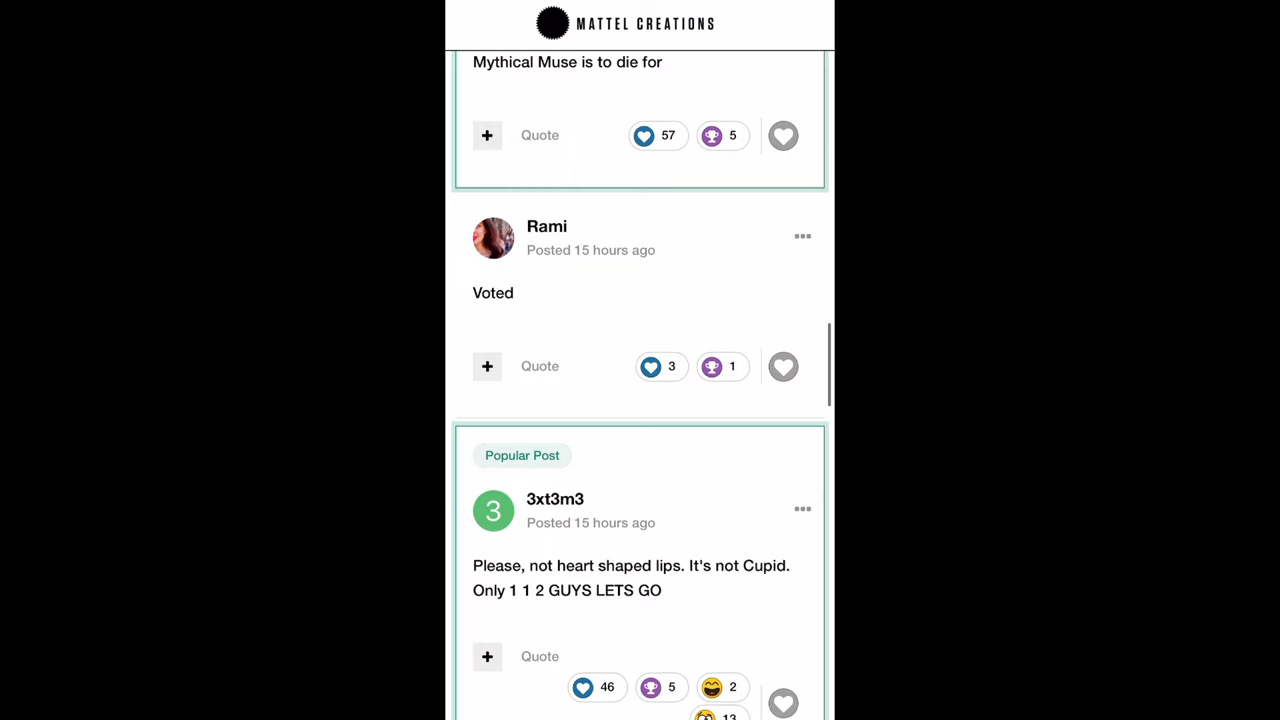 MATTEL CREATIONS
Mythical Muse is to die for
+ Quote 57 5
Rami
Posted 15 hours ago
Voted
+ Quote 3 1
Popular Post
3 3xt3m3
Posted 15 hours ago
Please, not heart shaped lips. It's not Cupid.
Only 1 1 2 GUYS LETS GO
+ Quote
46 5 2
13